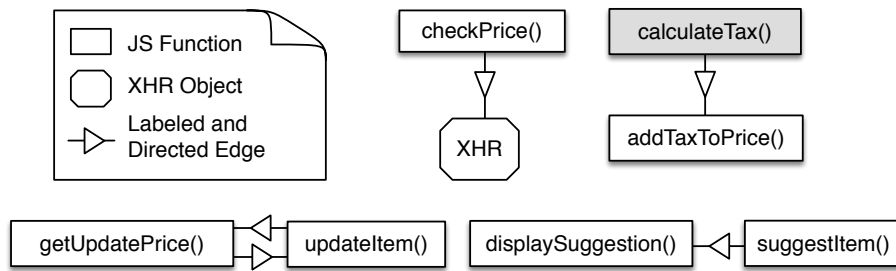 JS Function
XHR Object
Labeled and
Directed Edge
checkPrice()
XHR
calculateTax()
addTaxToPrice()
getUpdatePrice()
updateItem()
displaySuggestion()
suggestItem()